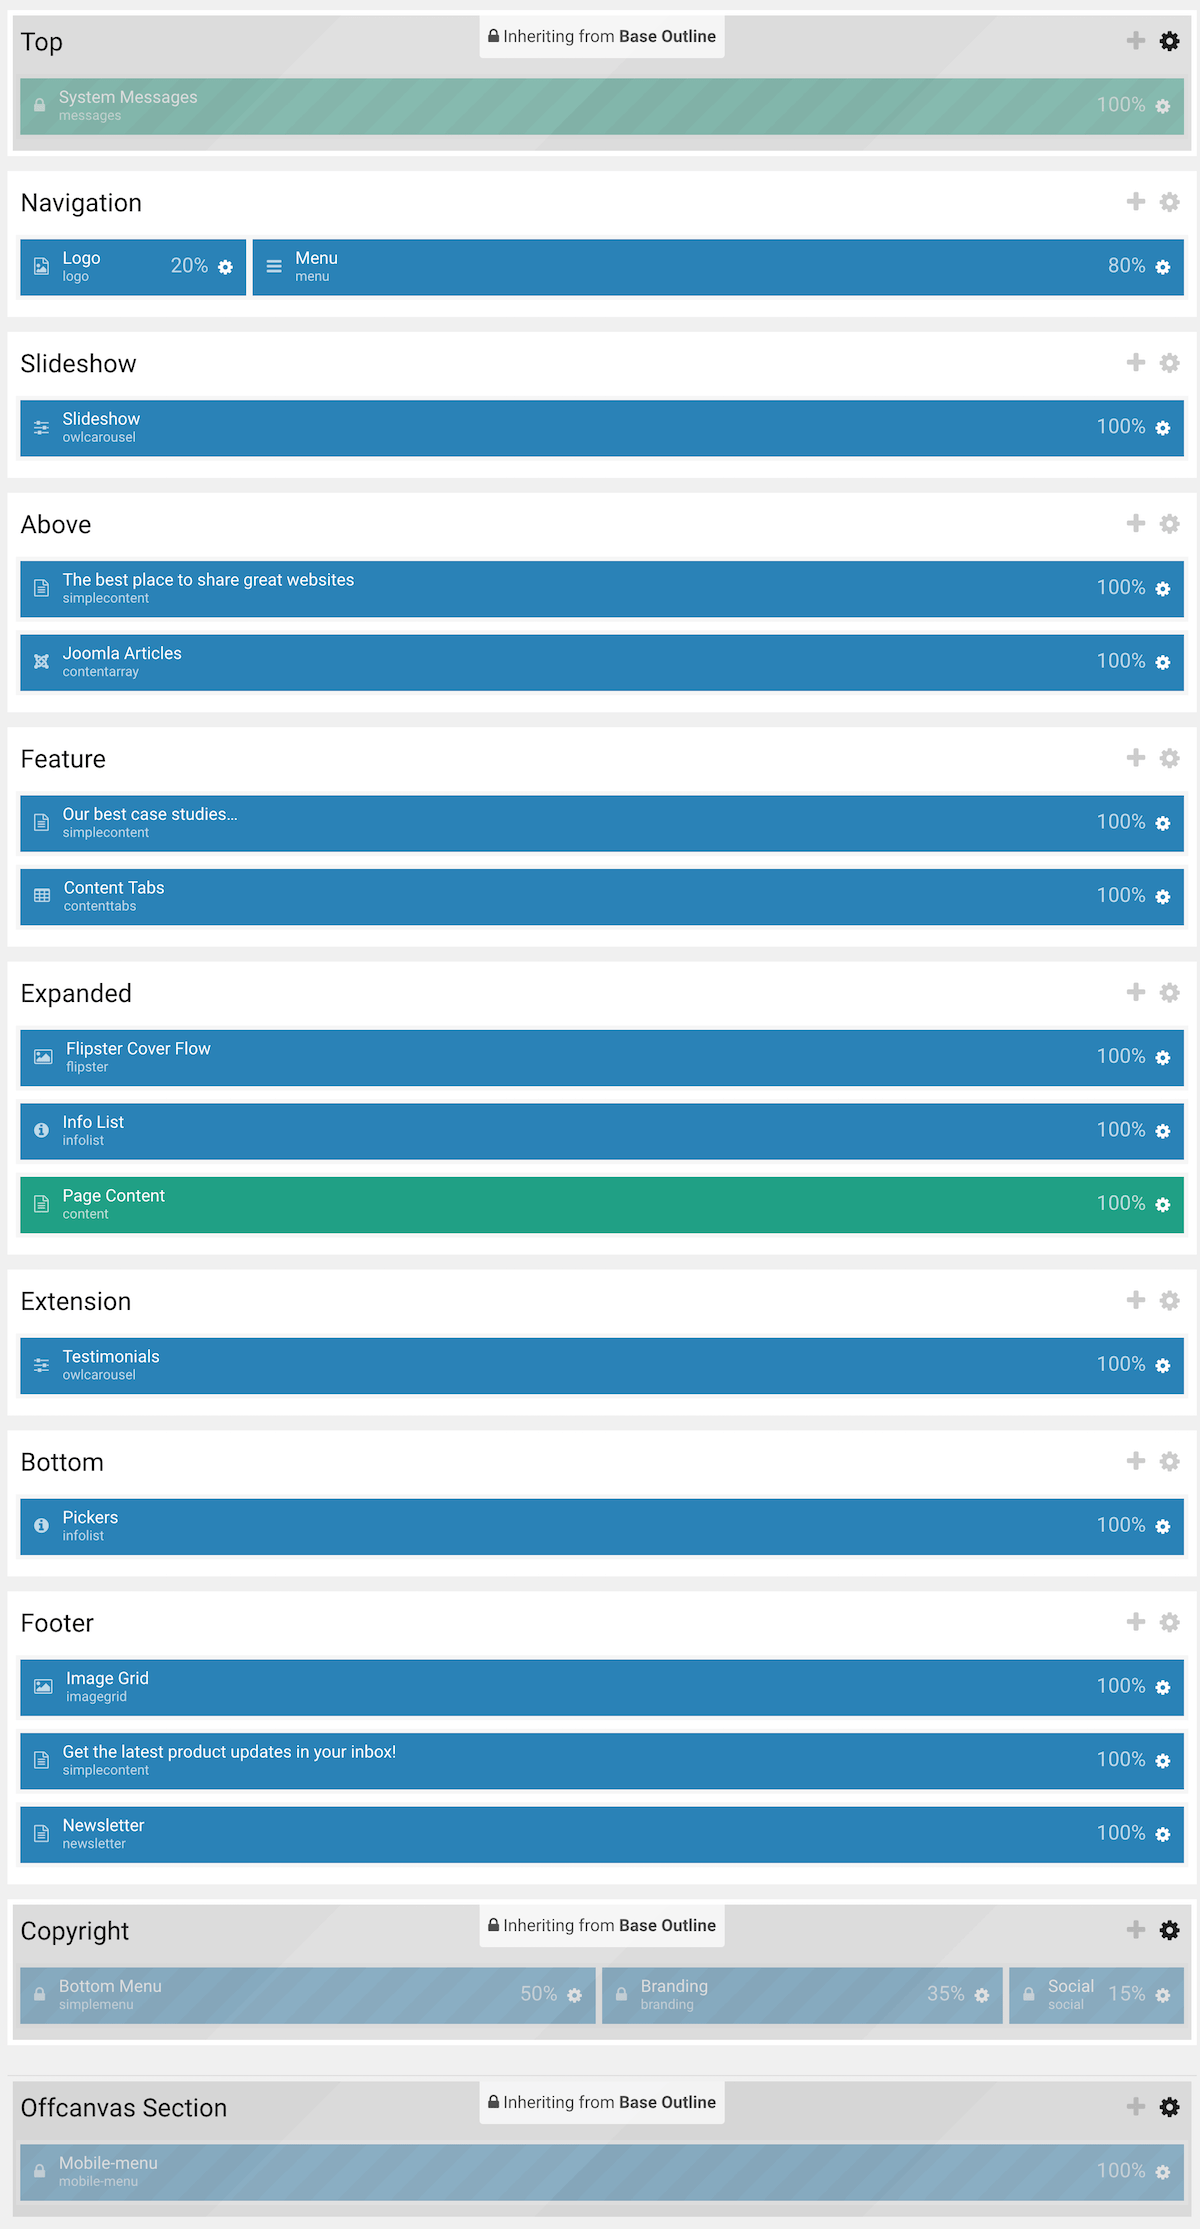 Top
Inheriting from Base Outline
System Messages
messages
100%
Navigation
Logo
logo
20%
Menu
menu
80%
Slideshow
Slideshow
owlcarousel
100%
Above
The best place to share great websites
simplecontent
100%
Joomla Articles
contentarray
100%
Feature
Our best case studies...
simplecontent
100%
Content Tabs
contenttabs
100%
Expanded
Flipster Cover Flow
flipster
100%
Info List
infolist
100%
Page Content
content
100%
Extension
Testimonials
owlcarousel
100%
Bottom
Pickers
infolist
100%
Footer
Image Grid
imagegrid
100%
Get the latest product updates in your inbox!
simplecontent
100%
Newsletter
newsletter
100%
Copyright
Inheriting from Base Outline
Bottom Menu
simplemenu
50%
Branding
branding
35%
Social
social
15%
Offcanvas Section
Inheriting from Base Outline
Mobile-menu
mobile-menu
100%